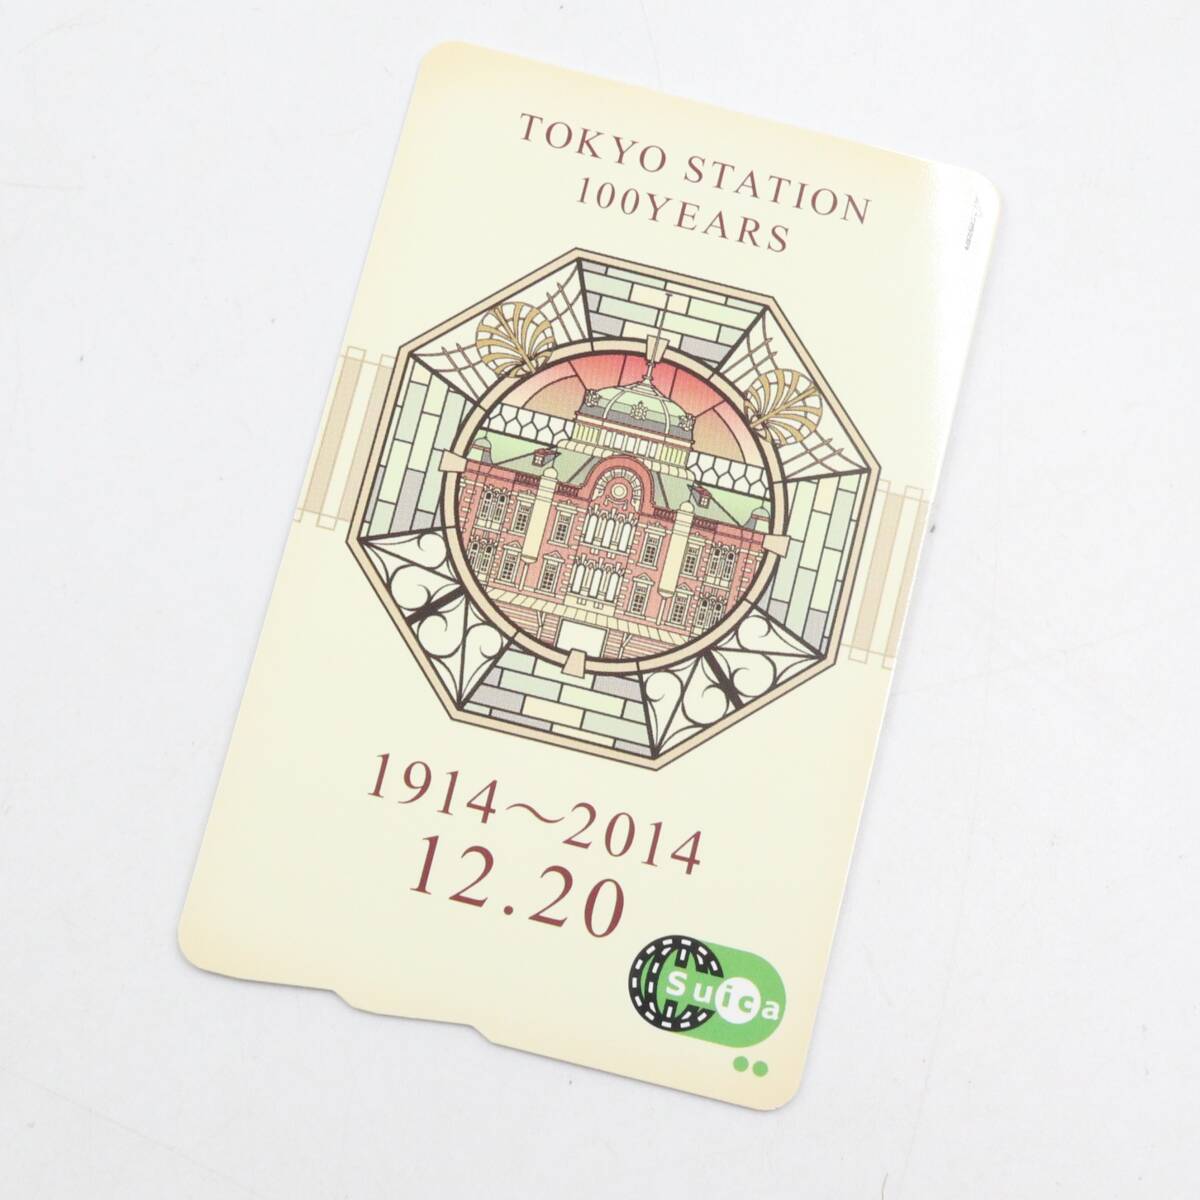 TOKYO STATION
100YEARS
1914～2014
12.20
Suica